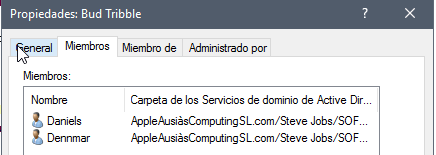 Propiedades: Bud Tribble
General Miembros Miembro de Administrado por
Miembros:
Nombre Carpeta de los Servicios de dominio de Active Dir...
Daniels AppleAusiàsComputingSL.com/Steve Jobs/SOF...
Dennmar AppleAusiàsComputingSL.com/Steve Jobs/SOF...